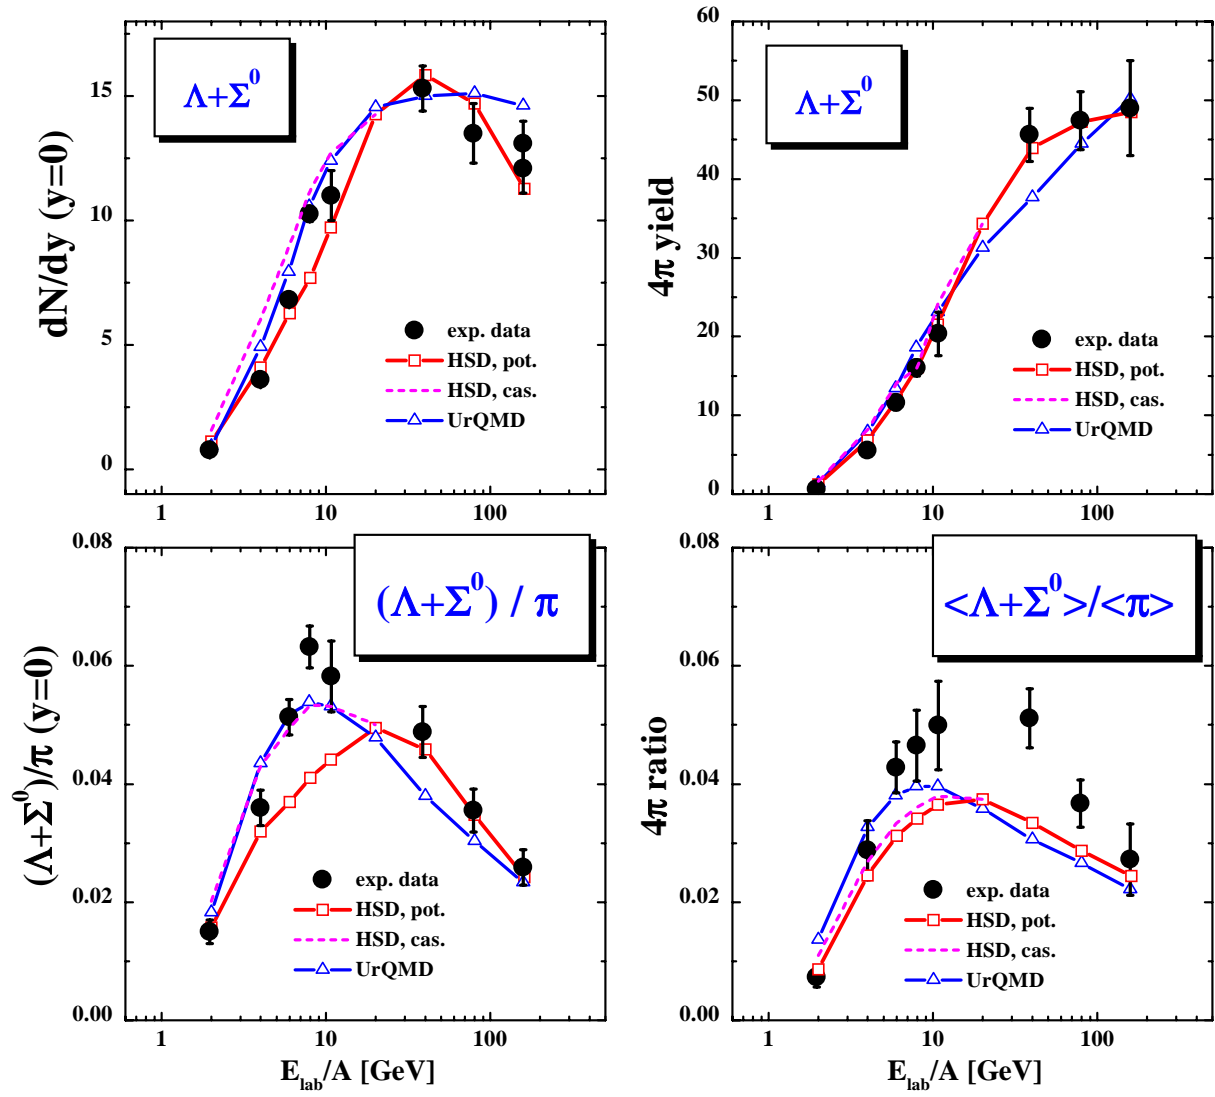 Λ+Σ⁰
dN/dy (y=0)
15
10
5
0
exp. data
HSD, pot.
HSD, cas.
UrQMD
1
10
100
Λ+Σ⁰
4π yield
60
50
40
30
20
10
0
exp. data
HSD, pot.
HSD, cas.
UrQMD
1
10
100
(Λ+Σ⁰) / π
(Λ+Σ⁰)/π (y=0)
0.08
0.06
0.04
0.02
0.00
exp. data
HSD, pot.
HSD, cas.
UrQMD
1
10
100
E_lab/A [GeV]
<Λ+Σ⁰>/<π>
4π ratio
0.08
0.06
0.04
0.02
0.00
exp. data
HSD, pot.
HSD, cas.
UrQMD
1
10
100
E_lab/A [GeV]